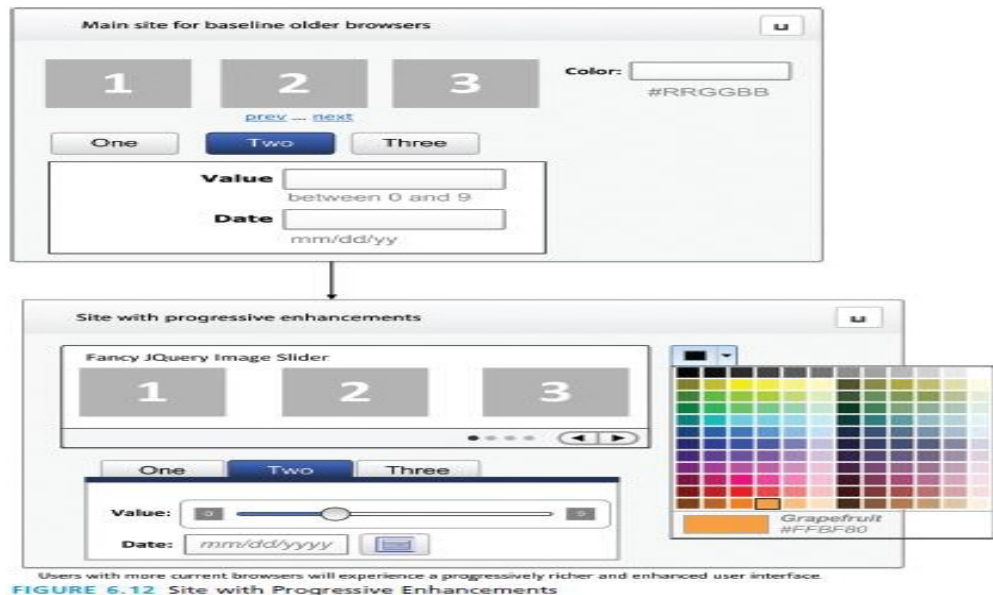 Main site for baseline older browsers
1 2 3
Color:
#RRGGBB
prev ... next
One Two Three
Value
between 0 and 9
Date
mm/dd/yy
Site with progressive enhancements
Fancy JQuery Image Slider
1 2 3
One Two Three
Value: 0 9
Date: mm/dd/yyyy
Grapefruit
#FFBF80
Users with more current browsers will experience a progressively richer and enhanced user interface.
FIGURE 6.12 Site with Progressive Enhancements